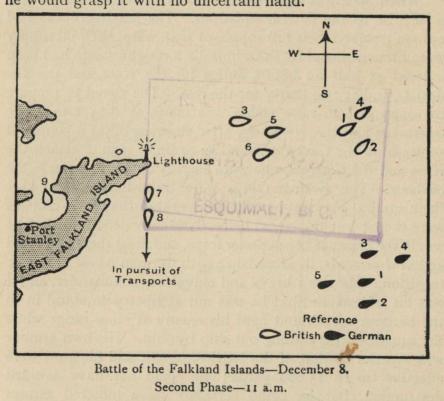 he would grasp it with no uncertain hand.
N
W E
S
4
3
5
1
6
2
Lighthouse
9
7
8
EAST FALKLAND ISLAND
Port
Stanley
In pursuit of
Transports
ESQUIMALT, B.C.
3
4
5
1
2
Reference
British German
Battle of the Falkland Islands—December 8.
Second Phase—11 a.m.